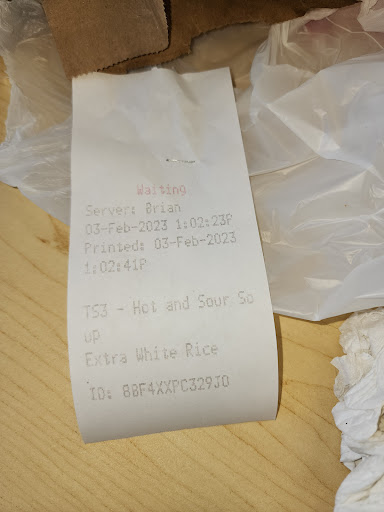 Waiting
Server: Brian
03-Feb-2023 1:02:23P
Printed: 03-Feb-2023
1:02:41P
TS3 - Hot and Sour So
up
Extra White Rice
ID: 88F4XXPC329J0